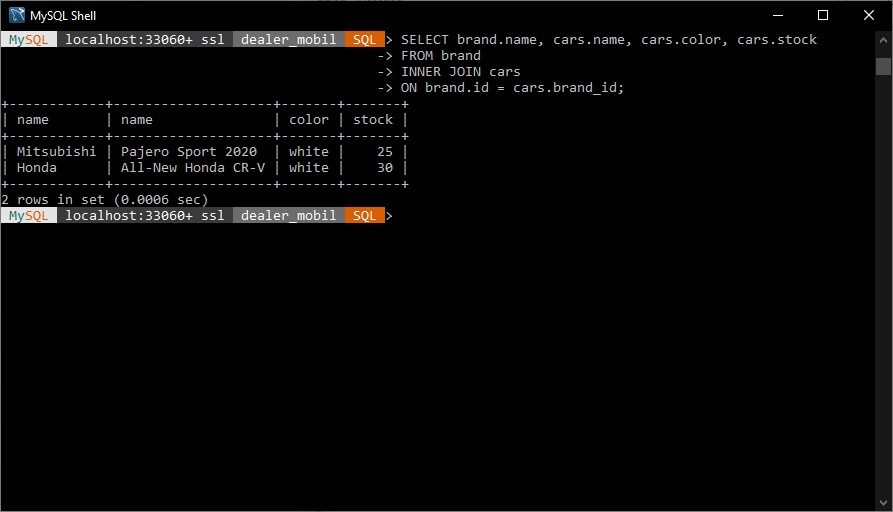 MySQL Shell
MySQL localhost:33060+ ssl dealer_mobil SQL > SELECT brand.name, cars.name, cars.color, cars.stock
-> FROM brand
-> INNER JOIN cars
-> ON brand.id = cars.brand_id;
+------------+--------------------+-------+-------+
| name       | name               | color | stock |
+------------+--------------------+-------+-------+
| Mitsubishi | Pajero Sport 2020  | white |    25 |
| Honda      | All-New Honda CR-V | white |    30 |
+------------+--------------------+-------+-------+
2 rows in set (0.0006 sec)
MySQL localhost:33060+ ssl dealer_mobil SQL >